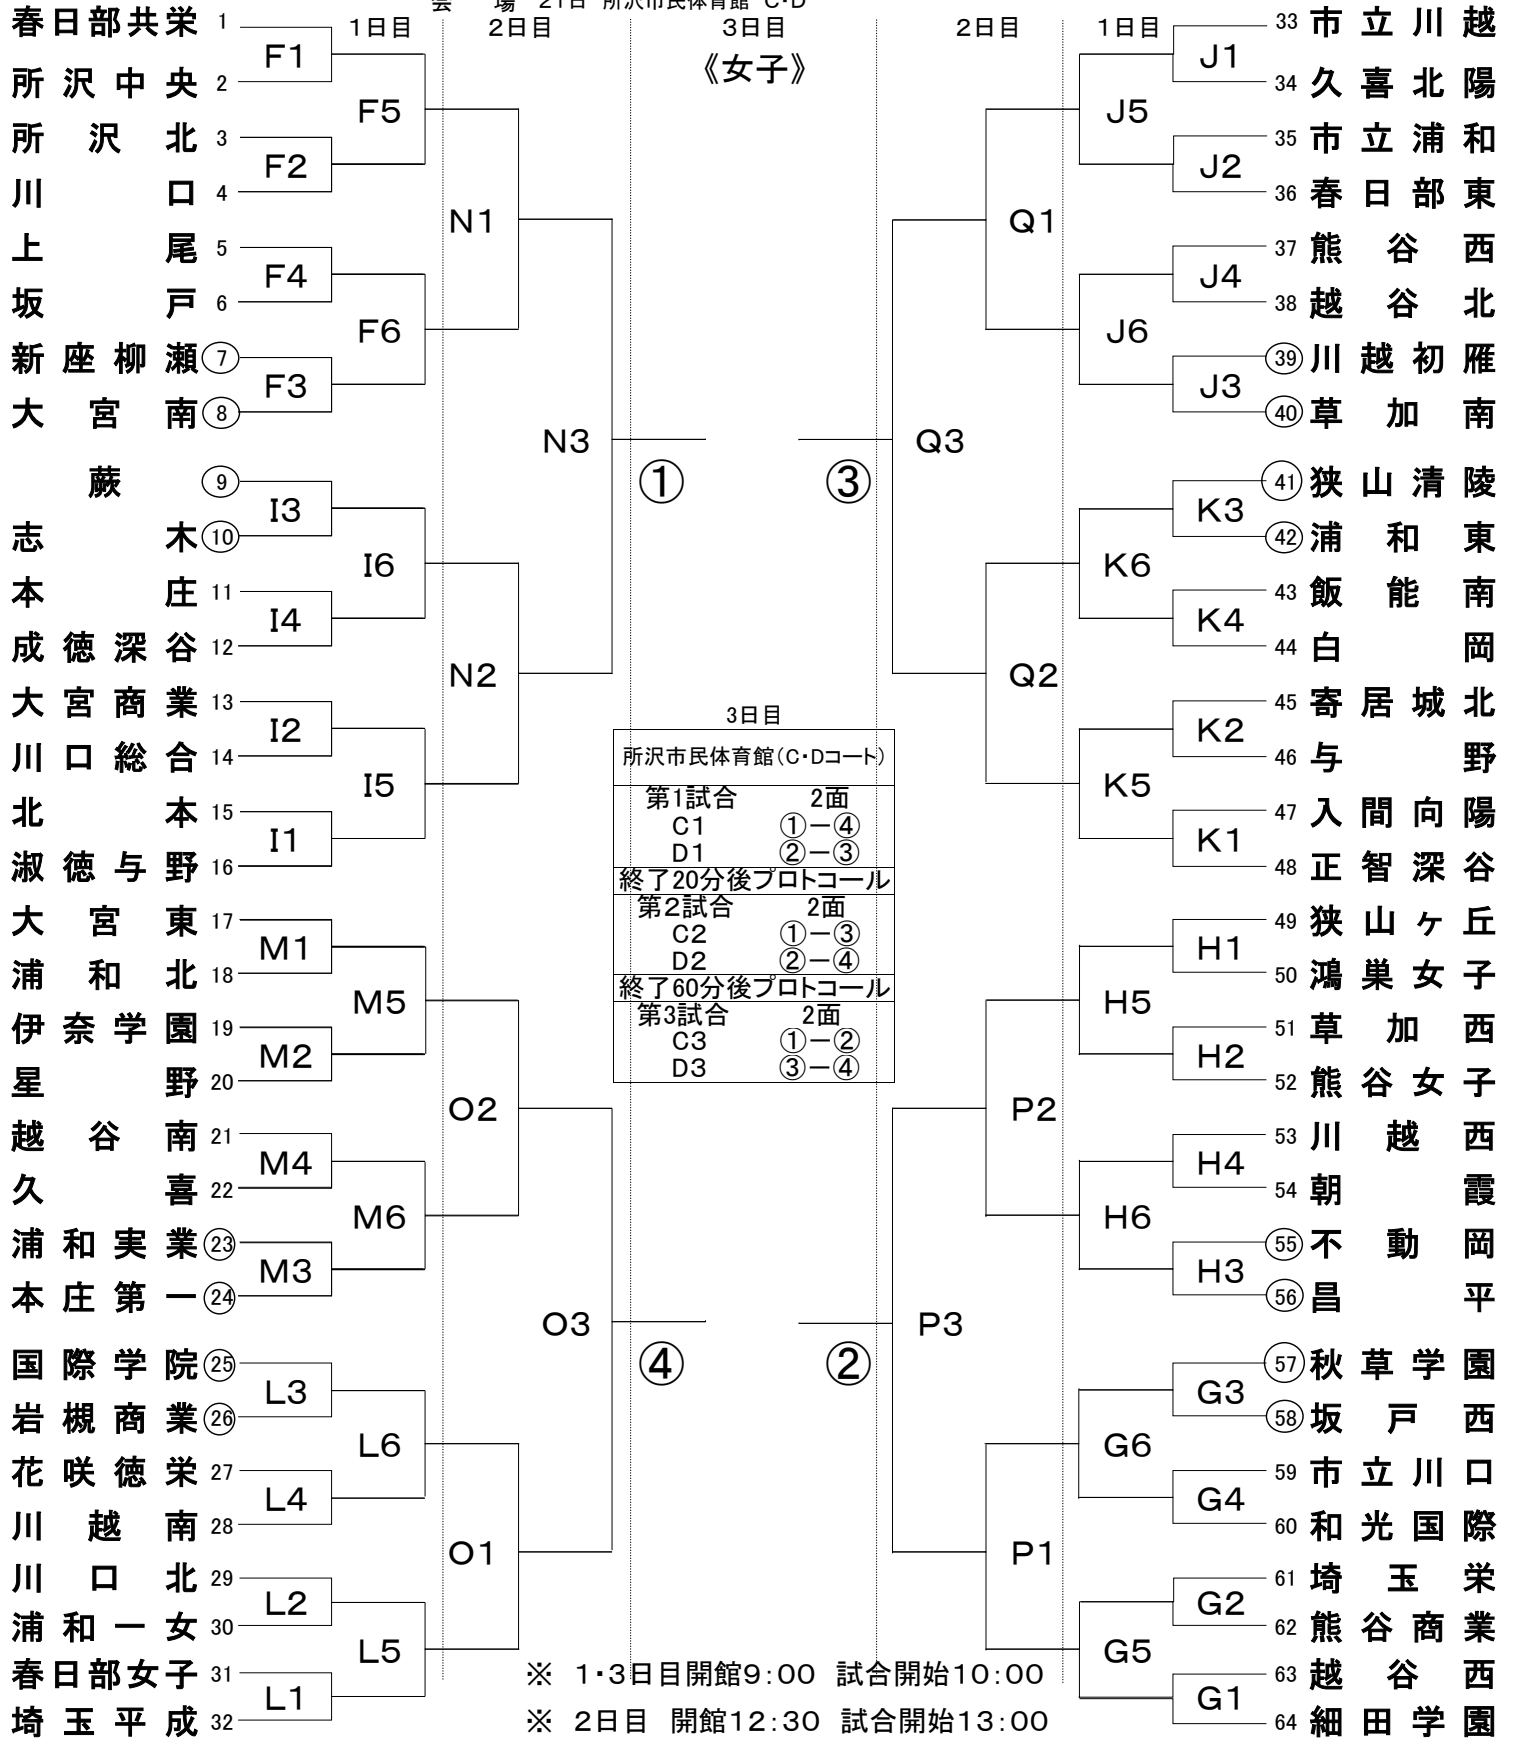 会場 21日 所沢市民体育館 C・D
1日目 2日目 3日目 2日目 1日目
《女子》
春日部共栄 1
F1
所沢中央 2
F5
所沢北 3
F2
川口 4
N1
上尾 5
F4
坂戸 6
F6
新座柳瀬 ⑦
F3
大宮南 ⑧
N3
①
蕨 ⑨
I3
志木 ⑩
I6
本庄 11
I4
成徳深谷 12
N2
大宮商業 13
I2
川口総合 14
I5
北本 15
I1
淑徳与野 16
大宮東 17
M1
浦和北 18
M5
伊奈学園 19
M2
星野 20
O2
越谷南 21
M4
久喜 22
M6
浦和実業 ㉓
M3
本庄第一 ㉔
O3
④
国際学院 ㉕
L3
岩槻商業 ㉖
L6
花咲徳栄 27
L4
川越南 28
O1
川口北 29
L2
浦和一女 30
L5
春日部女子 31
L1
埼玉平成 32
3日目
所沢市民体育館(C・Dコート)
第1試合 2面
C1 ①－④
D1 ②－③
終了20分後プロトコール
第2試合 2面
C2 ①－③
D2 ②－④
終了60分後プロトコール
第3試合 2面
C3 ①－②
D3 ③－④
33 市立川越
J1
34 久喜北陽
J5
35 市立浦和
J2
36 春日部東
Q1
37 熊谷西
J4
38 越谷北
J6
㊴ 川越初雁
J3
㊵ 草加南
Q3
③
㊶ 狭山清陵
K3
㊷ 浦和東
K6
43 飯能南
K4
44 白岡
Q2
45 寄居城北
K2
46 与野
K5
47 入間向陽
K1
48 正智深谷
49 狭山ヶ丘
H1
50 鴻巣女子
H5
51 草加西
H2
52 熊谷女子
P2
53 川越西
H4
54 朝霞
H6
55 不動岡
H3
56 昌平
P3
②
57 秋草学園
G3
58 坂戸西
G6
59 市立川口
G4
60 和光国際
P1
61 埼玉栄
G2
62 熊谷商業
G5
63 越谷西
G1
64 細田学園
※ 1・3日目開館9:00 試合開始10:00
※ 2日目 開館12:30 試合開始13:00